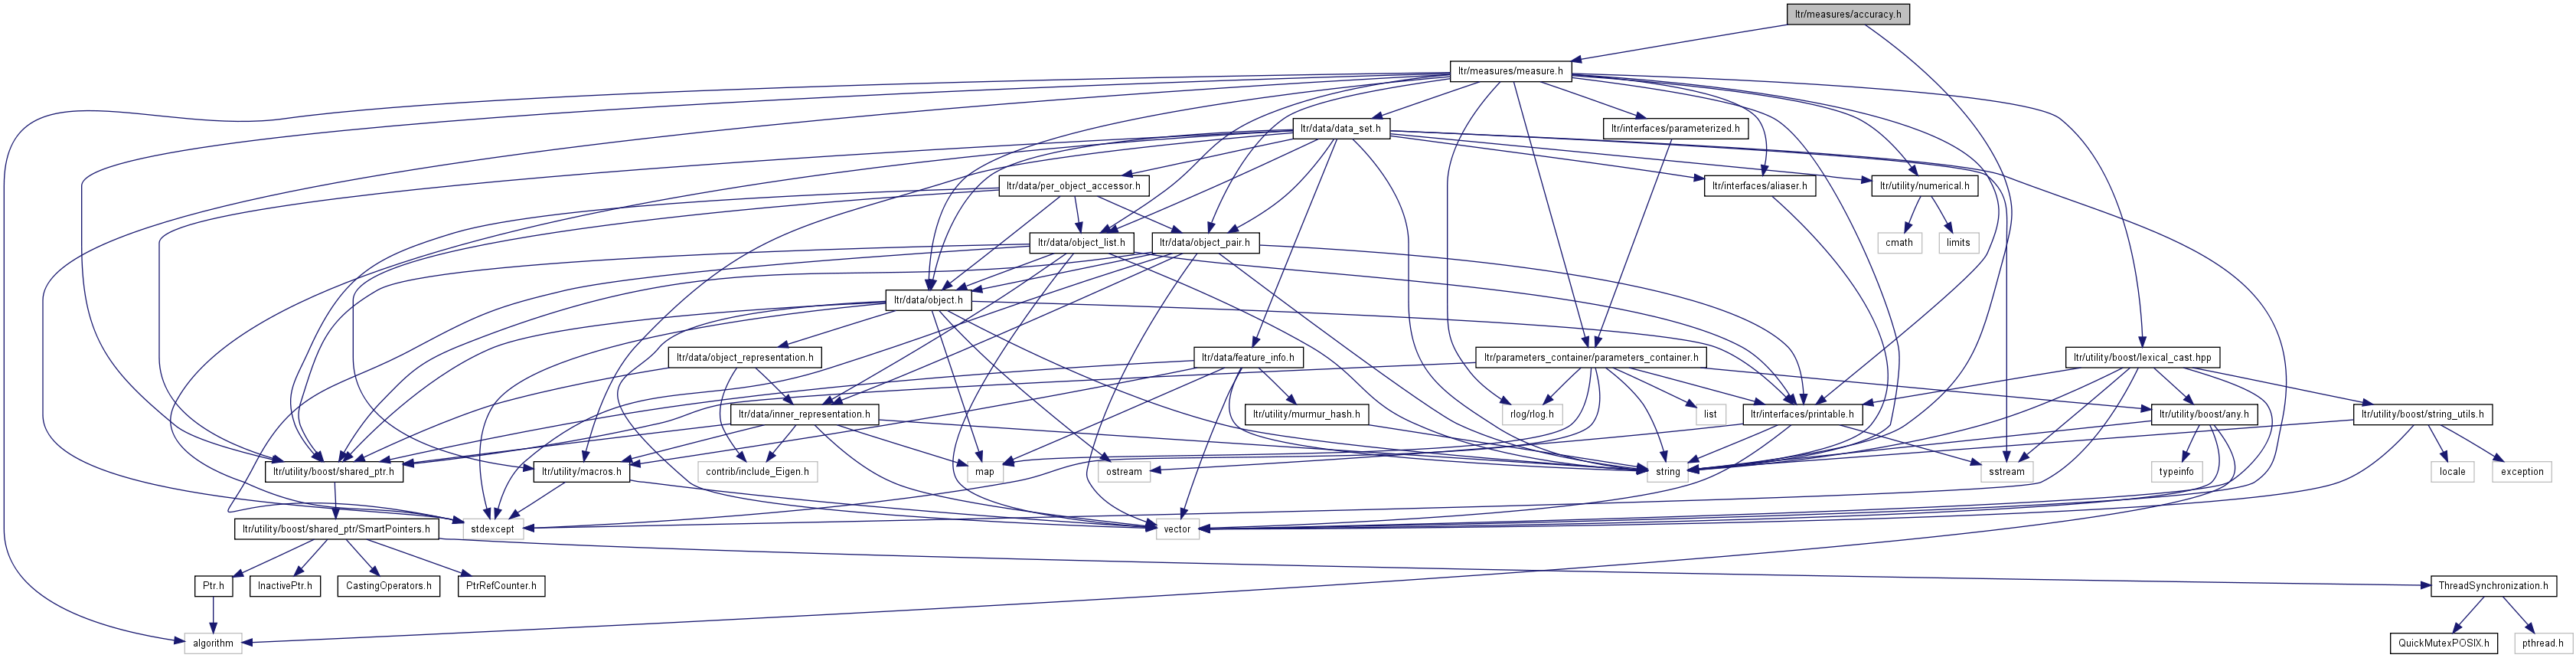 ltr/measures/accuracy.h
ltr/measures/measure.h
ltr/data/data_set.h
ltr/interfaces/parameterized.h
ltr/data/per_object_accessor.h
ltr/interfaces/aliaser.h
ltr/utility/numerical.h
ltr/data/object_list.h
ltr/data/object_pair.h
cmath
limits
ltr/data/object.h
ltr/data/object_representation.h
ltr/data/feature_info.h
ltr/parameters_container/parameters_container.h
ltr/utility/boost/lexical_cast.hpp
ltr/data/inner_representation.h
ltr/utility/murmur_hash.h
rlog/rlog.h
list
ltr/interfaces/printable.h
ltr/utility/boost/any.h
ltr/utility/boost/string_utils.h
ltr/utility/boost/shared_ptr.h
ltr/utility/macros.h
contrib/include_Eigen.h
map
ostream
string
sstream
typeinfo
locale
exception
ltr/utility/boost/shared_ptr/SmartPointers.h
stdexcept
vector
Ptr.h
InactivePtr.h
CastingOperators.h
PtrRefCounter.h
ThreadSynchronization.h
algorithm
QuickMutexPOSIX.h
pthread.h